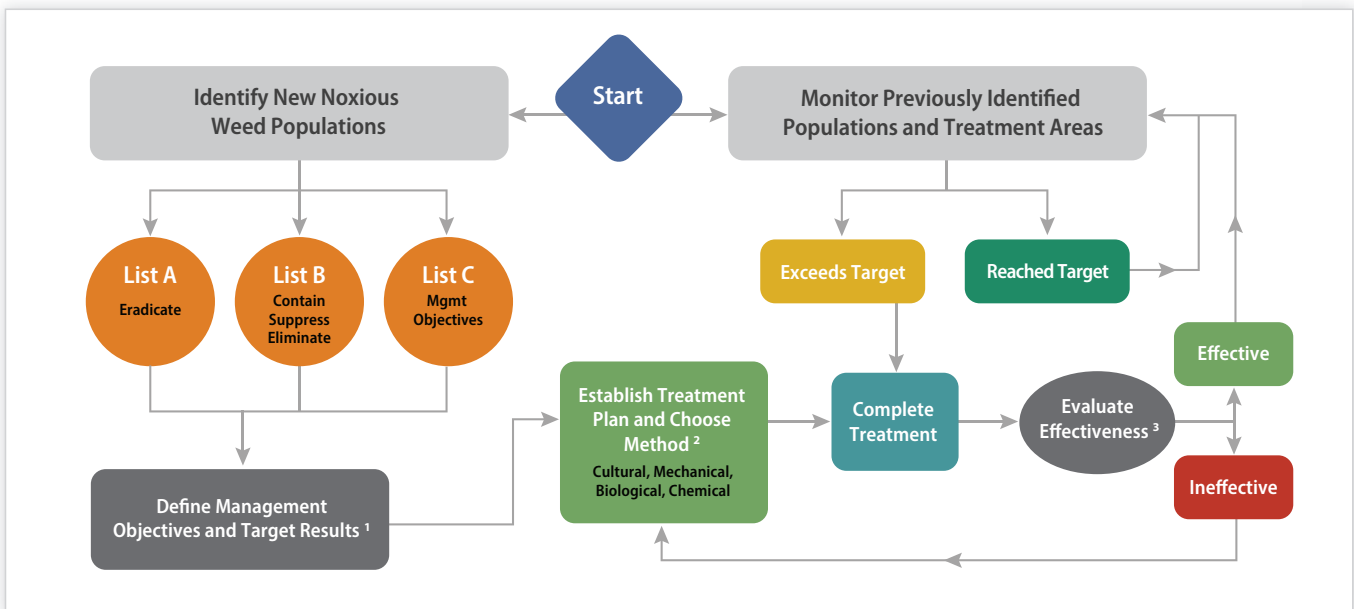 Start
Identify New Noxious
Weed Populations
Monitor Previously Identified
Populations and Treatment Areas
List A
Eradicate
List B
Contain
Suppress
Eliminate
List C
Mgmt
Objectives
Exceeds Target
Reached Target
Define Management
Objectives and Target Results ¹
Establish Treatment
Plan and Choose
Method ²
Cultural, Mechanical,
Biological, Chemical
Complete
Treatment
Evaluate
Effectiveness ³
Effective
Ineffective